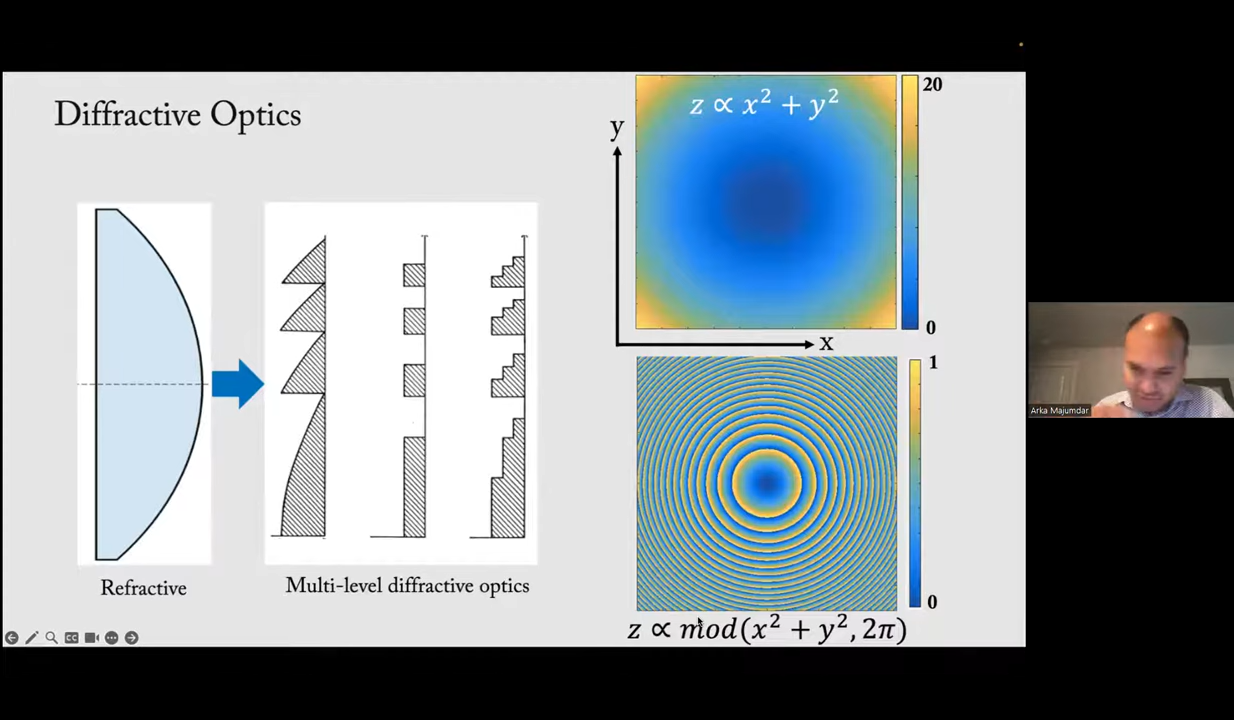 Diffractive Optics
Refractive
Multi-level diffractive optics
z ∝ x² + y²
y
x
20
0
1
0
z ∝ mod(x² + y², 2π)
CC
Arka Majumdar